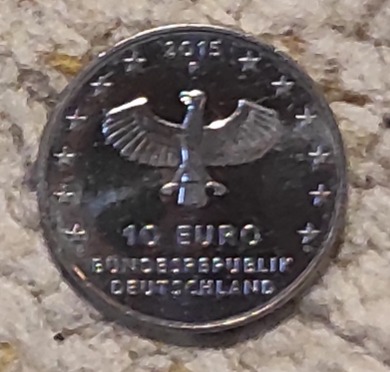 2015
10 EURO
BUNDESREPUBLIK
DEUTSCHLAND